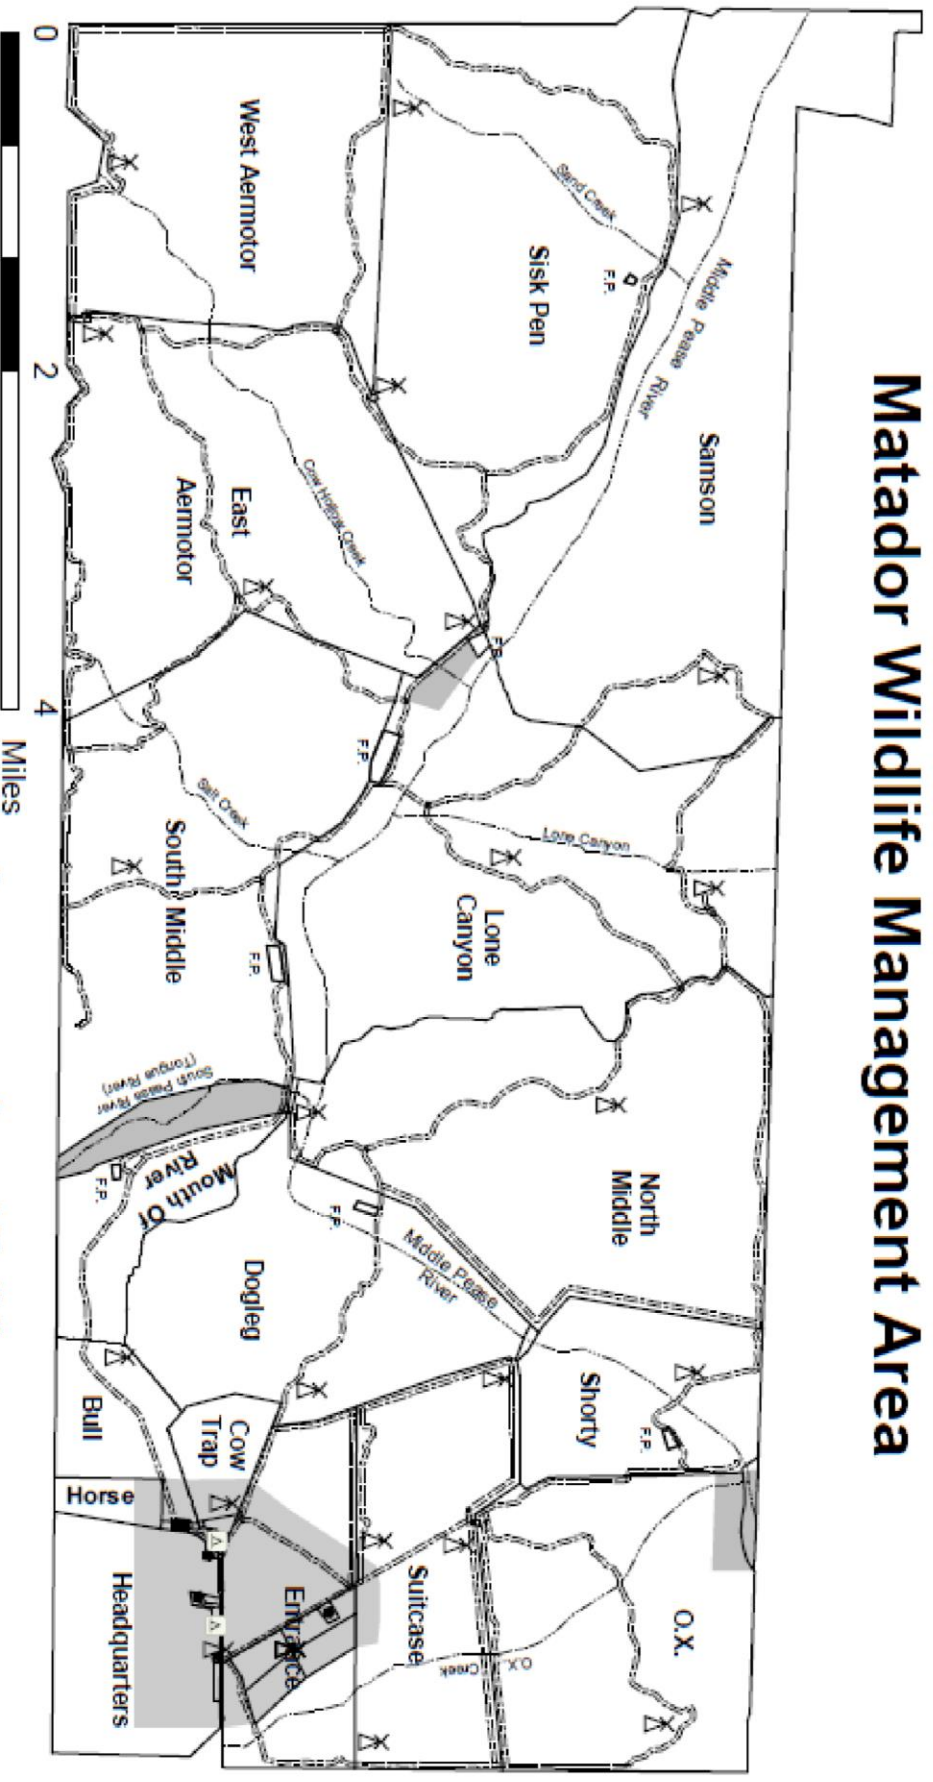 Matador Wildlife Management Area
Samson
Middle Pease River
Sand Creek
Sisk Pen
F.P.
West Aermotor
East
Aermotor
Cow Hollow Creek
F.P.
F.P.
Salt Creek
South Middle
F.P.
Lone Canyon
Lone
Canyon
North
Middle
South Pease River
(Tongue River)
Mouth Of
River
F.P.
F.P.
Middle Pease
River
Dogleg
Shorty
F.P.
Bull
Cow
Trap
Horse
Headquarters
Entrance
Suitcase
O.X. Creek
O.X.
0 2 4
Miles